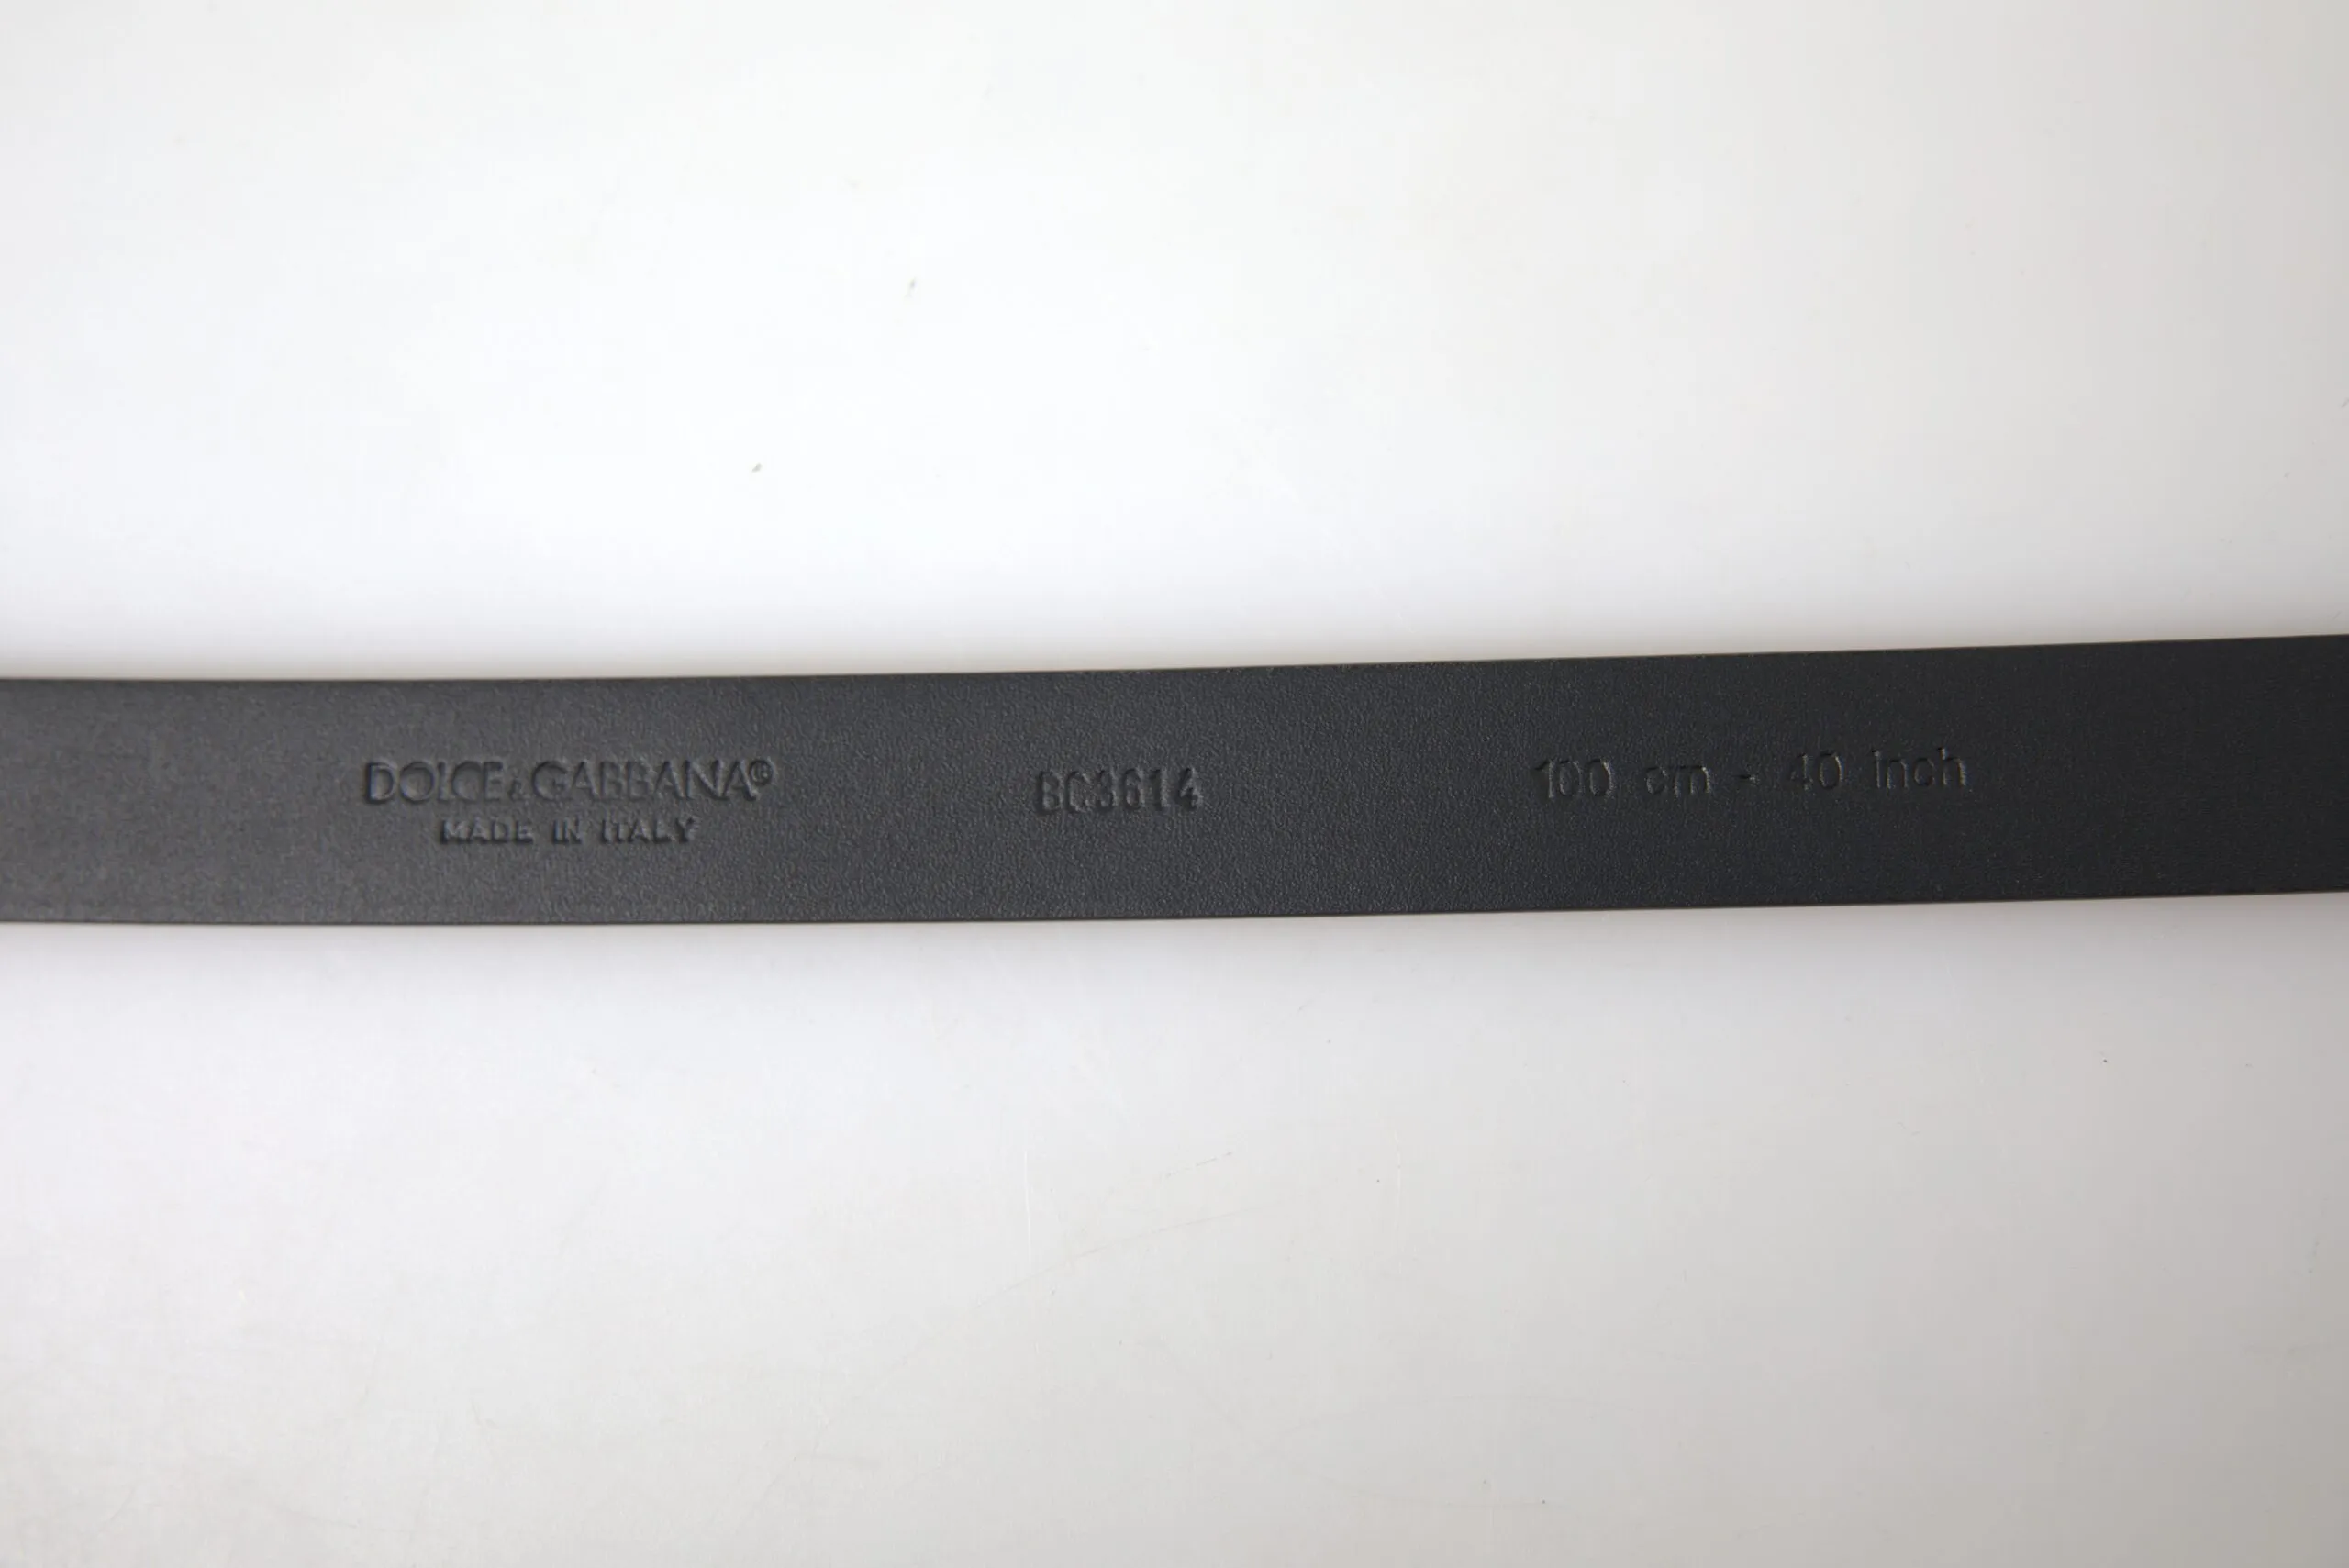 DOLCE & GABBANA®
MADE IN ITALY
BC3614
100 cm - 40 inch